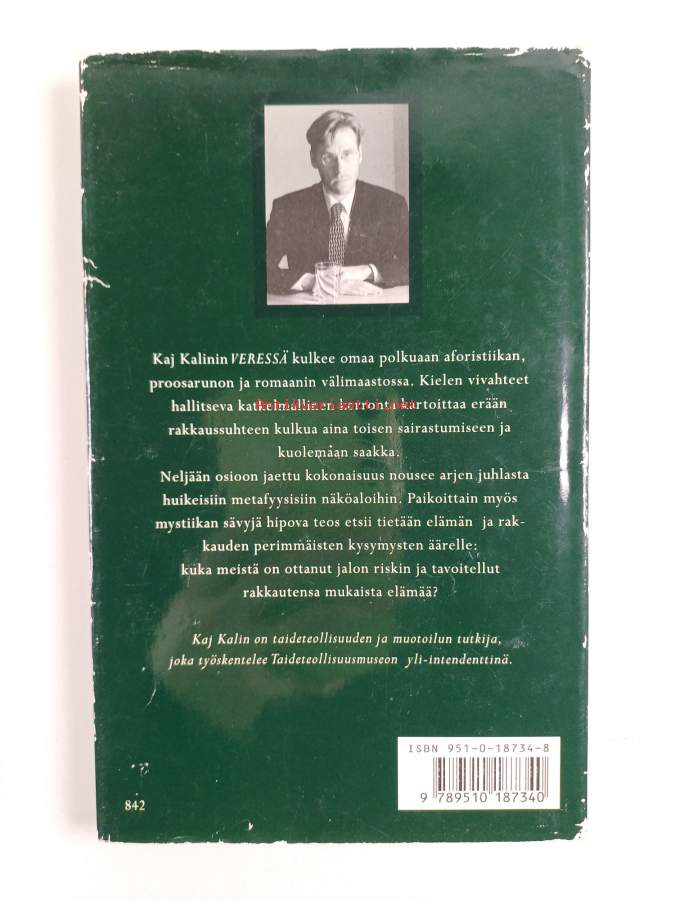 Kaj Kalinin VERESSÄ kulkee omaa polkuaan aforistiikan,
proosarunon ja romaanin välimaastossa. Kielen vivahteet
hallitseva katkelmallinen kerronta kartoittaa erään
rakkaussuhteen kulkua aina toisen sairastumiseen ja
kuolemaan saakka.
Neljään osioon jaettu kokonaisuus nousee arjen juhlasta
huikeisiin metafyysisiin näköaloihin. Paikoittain myös
mystiikan sävyjä hipova teos etsii tietään elämän ja rak-
kauden perimmäisten kysymysten äärelle:
kuka meistä on ottanut jalon riskin ja tavoitellut
rakkautensa mukaista elämää?
Kaj Kalin on taideteollisuuden ja muotoilun tutkija,
joka työskentelee Taideteollisuusmuseon yli-intendenttinä.
ISBN 951-0-18734-8
9 789510 187340
842